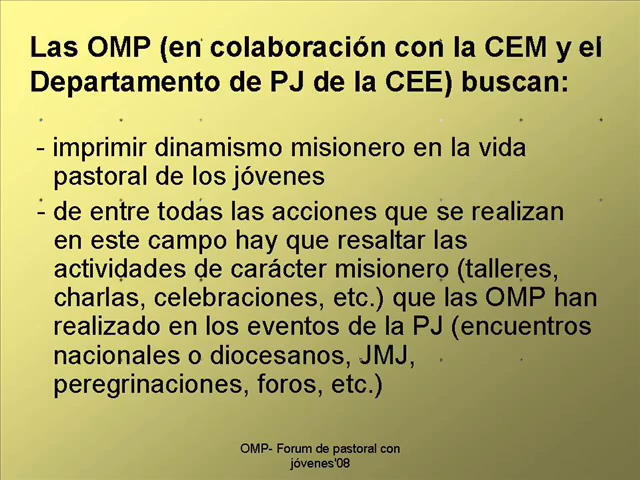 Las OMP (en colaboración con la CEM y el
Departamento de PJ de la CEE) buscan:
- imprimir dinamismo misionero en la vida
pastoral de los jóvenes
- de entre todas las acciones que se realizan
en este campo hay que resaltar las
actividades de carácter misionero (talleres,
charlas, celebraciones, etc.) que las OMP han
realizado en los eventos de la PJ (encuentros
nacionales o diocesanos, JMJ,
peregrinaciones, foros, etc.)
OMP- Forum de pastoral con
jóvenes'08